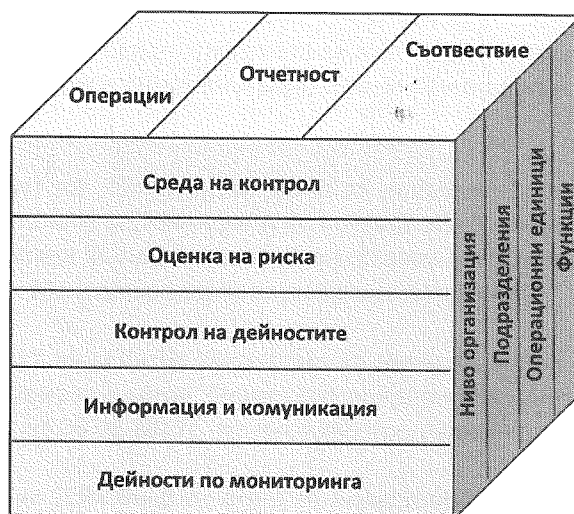 Операции
Отчетност
Съотвествие
Среда на контрол
Оценка на риска
Контрол на дейностите
Информация и комуникация
Дейности по мониторинга
Ниво организация
Подразделения
Операционни единици
Функции